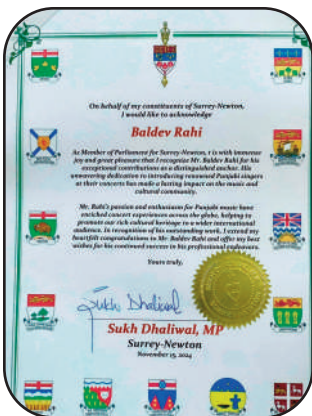 On behalf of my constituents of Surrey-Newton,
I would like to acknowledge
Baldev Rahi
As Member of Parliament for Surrey-Newton, t is with immense
joy and great pleasure that I recognize Mr. Baldev Rahi for his
exceptional contributions as a distinguished anchor. His
unwavering dedication to introducing renowned Punjabi singers
at their concerts has made a lasting impact on the music and
cultural community.
Mr. Rahi's passion and enthusiasm for Punjabi music have
enriched concert experiences across the globe, helping to
promote our rich cultural heritage to a wider international
audience. In recognition of his outstanding work, I extend my
heartfelt congratulations to Mr. Baldev Rahi and offer my best
wishes for his continued success in his professional endeavors.
Yours truly,
Sukh Dhaliwal
Sukh Dhaliwal, MP
Surrey-Newton
November 15, 2024